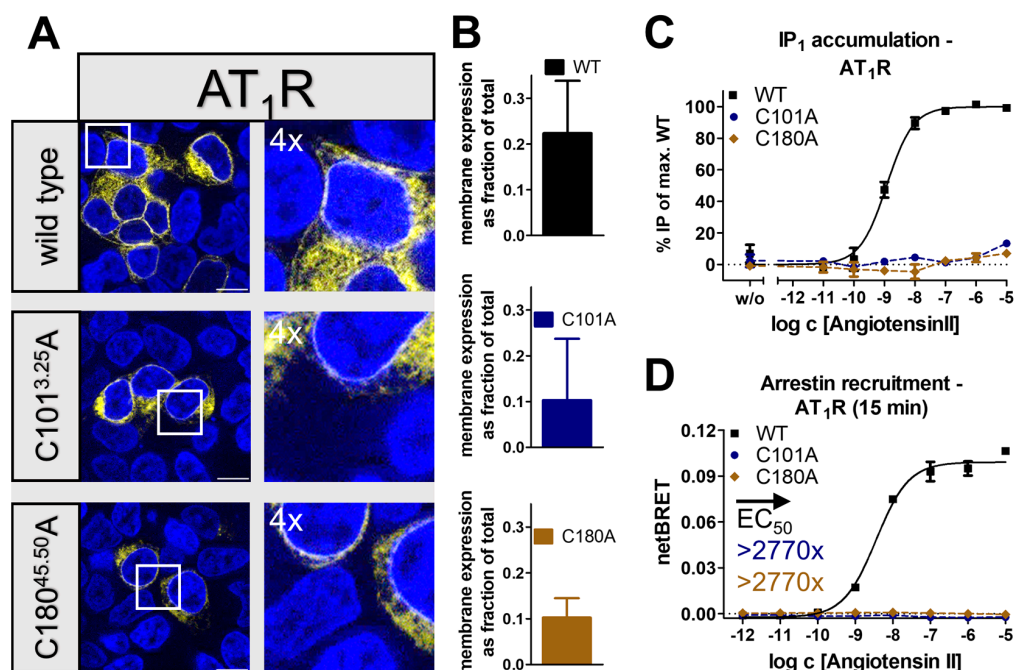 A
AT₁R
wild type
4x
C101³·²⁵A
4x
C180⁴⁵·⁵⁰A
4x
B
membrane expression
as fraction of total
WT
0.3
0.2
0.1
0.0
membrane expression
as fraction of total
C101A
0.3
0.2
0.1
0.0
membrane expression
as fraction of total
C180A
0.3
0.2
0.1
0.0
C
IP₁ accumulation -
AT₁R
WT
C101A
C180A
% IP of max. WT
100
80
60
40
20
0
w/o -12 -11 -10 -9 -8 -7 -6 -5
log c [AngiotensinII]
D
Arrestin recruitment -
AT₁R (15 min)
WT
C101A
C180A
netBRET
0.12
0.09
0.06
0.03
0.00
EC₅₀
>2770x
>2770x
-12 -11 -10 -9 -8 -7 -6 -5
log c [Angiotensin II]